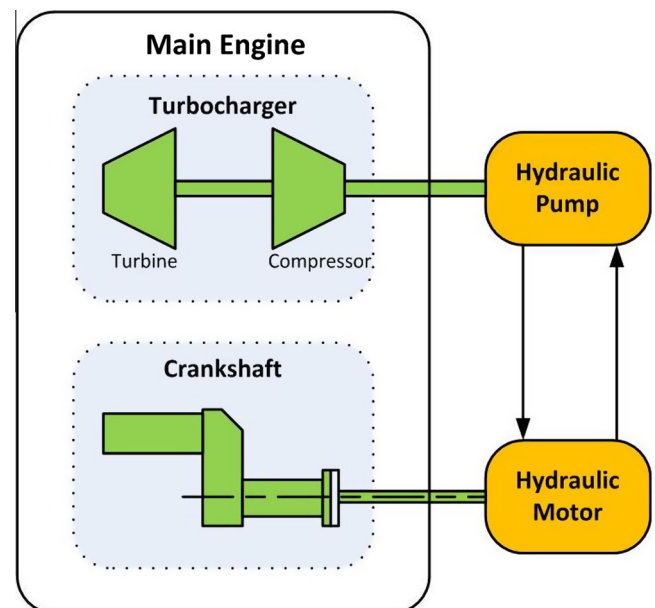 Main Engine
Turbocharger
Turbine
Compressor
Hydraulic
Pump
Crankshaft
Hydraulic
Motor